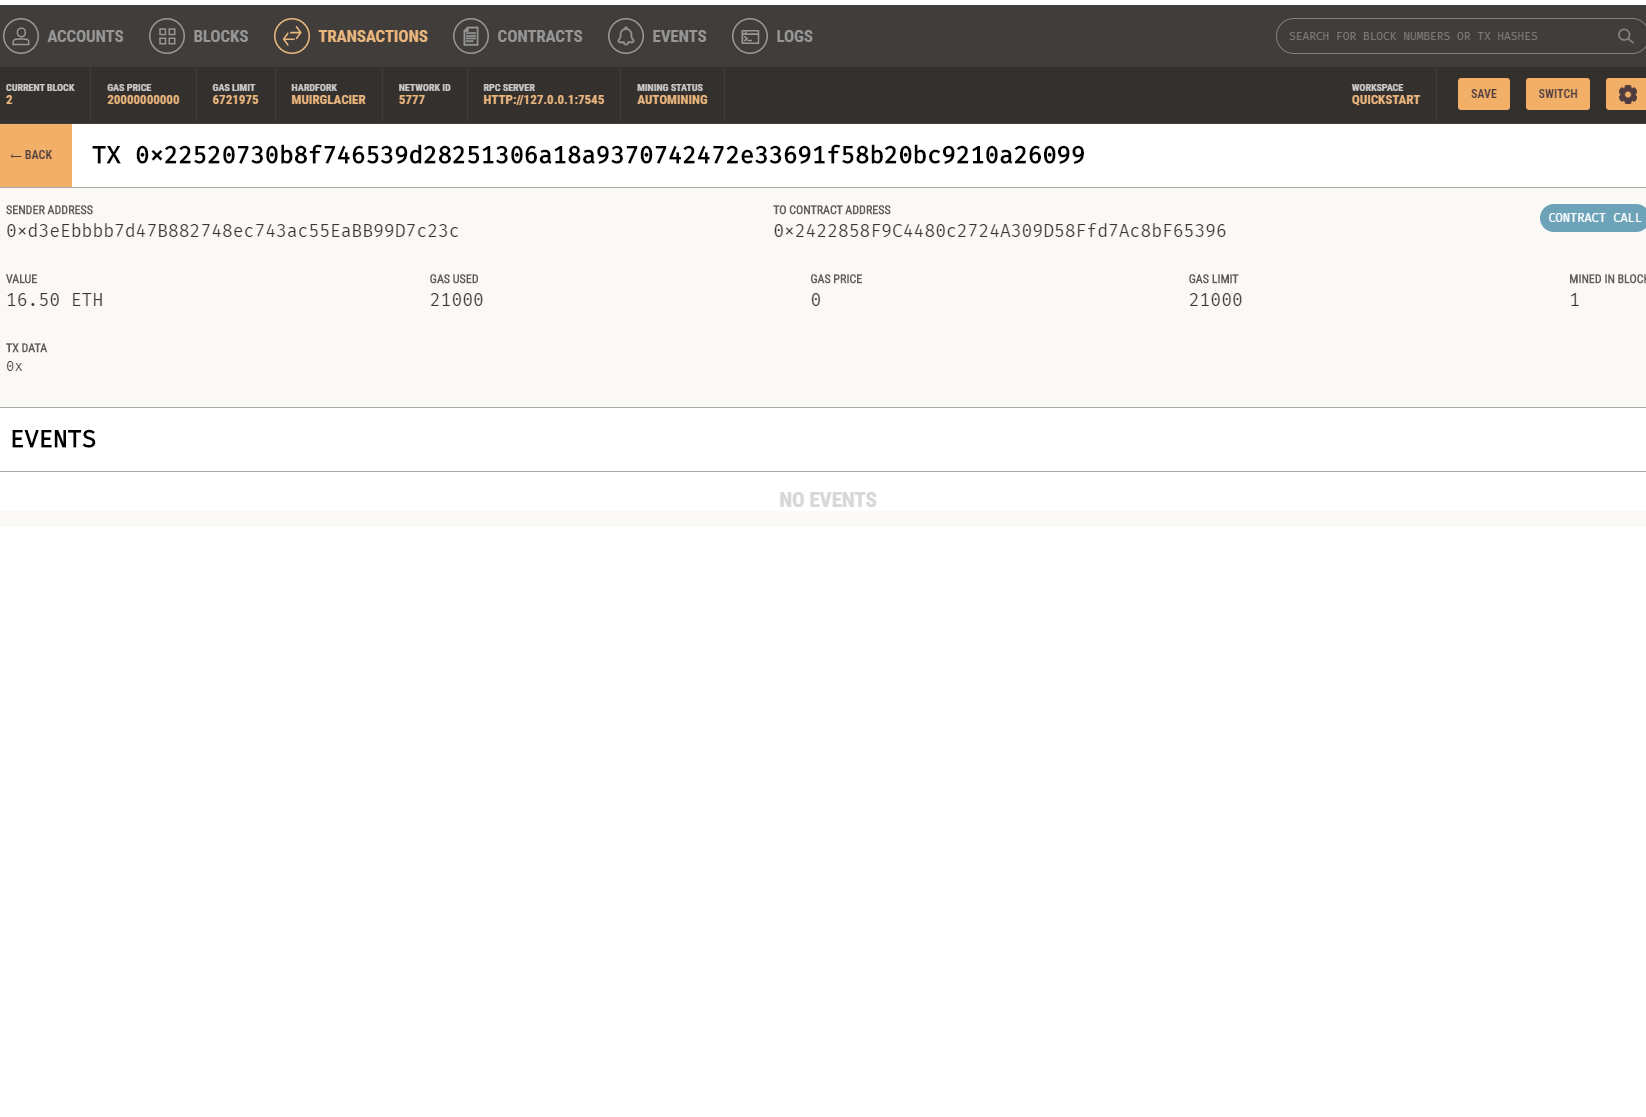 ACCOUNTS BLOCKS TRANSACTIONS CONTRACTS EVENTS LOGS SEARCH FOR BLOCK NUMBERS OR TX HASHES
CURRENT BLOCK GAS PRICE GAS LIMIT HARDFORK NETWORK ID RPC SERVER MINING STATUS WORKSPACE
2 20000000000 6721975 MUIRGLACIER 5777 HTTP://127.0.0.1:7545 AUTOMINING QUICKSTART SAVE SWITCH
← BACK TX 0×22520730b8f746539d28251306a18a9370742472e33691f58b20bc9210a26099
SENDER ADDRESS TO CONTRACT ADDRESS
0×d3eEbbbb7d47B882748ec743ac55EaBB99D7c23c 0×2422858F9C4480c2724A309D58Ffd7Ac8bF65396 CONTRACT CALL
VALUE GAS USED GAS PRICE GAS LIMIT MINED IN BLOCK
16.50 ETH 21000 0 21000 1
TX DATA
0x
EVENTS
NO EVENTS